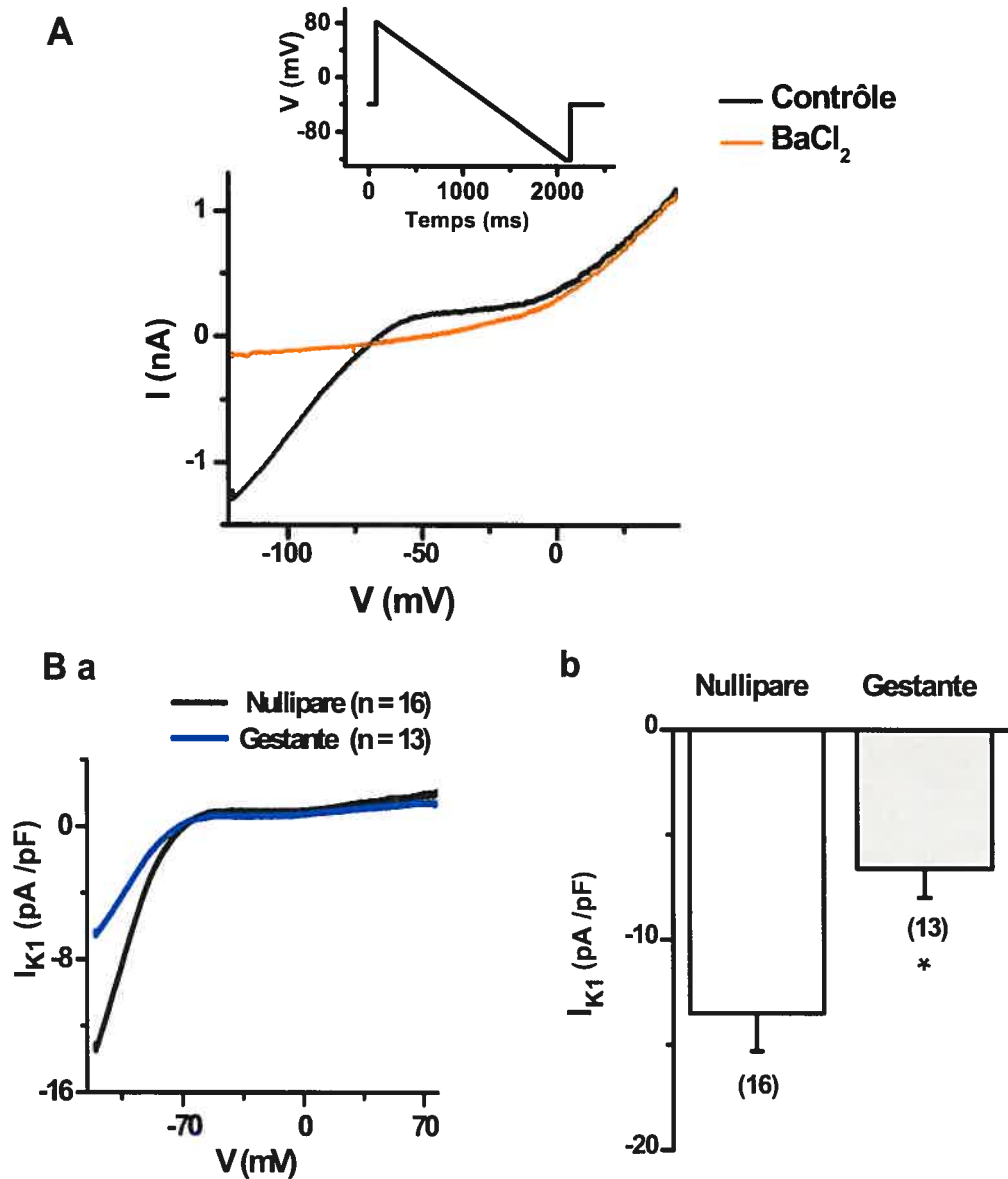 A
80
0
-80
V (mV)
0 1000 2000
Temps (ms)
Contrôle
BaCl₂
1
0
-1
I (nA)
-100 -50 0
V (mV)
B a
Nullipare (n = 16)
Gestante (n = 13)
0
-8
-16
I_K1 (pA /pF)
-70 0 70
V (mV)
b
Nullipare Gestante
0
-10
-20
I_K1 (pA /pF)
(13)
*
(16)